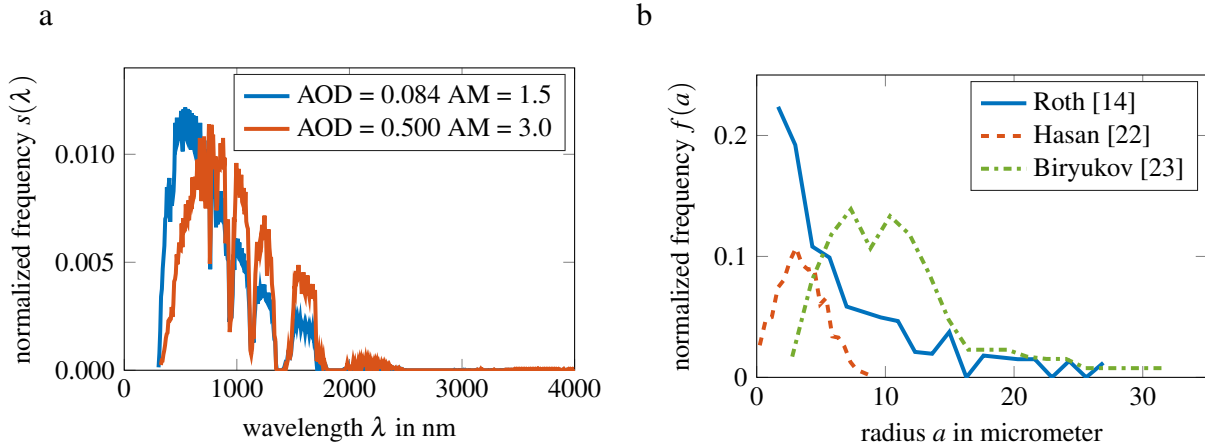 a
normalized frequency s(λ)
0.010
0.005
0.000
0
1000
2000
3000
4000
wavelength λ in nm
AOD = 0.084 AM = 1.5
AOD = 0.500 AM = 3.0
b
normalized frequency f(a)
0.2
0.1
0
0
10
20
30
radius a in micrometer
Roth [14]
Hasan [22]
Biryukov [23]